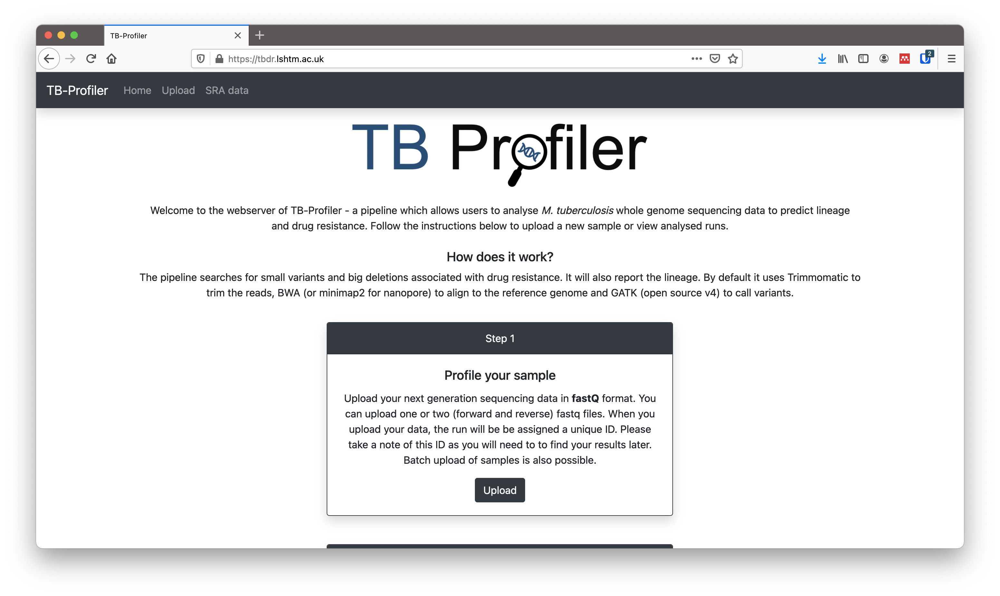 TB-Profiler
https://tbdr.lshtm.ac.uk
2
TB-Profiler Home Upload SRA data
TB Profiler
Welcome to the webserver of TB-Profiler - a pipeline which allows users to analyse M. tuberculosis whole genome sequencing data to predict lineage
and drug resistance. Follow the instructions below to upload a new sample or view analysed runs.
How does it work?
The pipeline searches for small variants and big deletions associated with drug resistance. It will also report the lineage. By default it uses Trimmomatic to
trim the reads, BWA (or minimap2 for nanopore) to align to the reference genome and GATK (open source v4) to call variants.
Step 1
Profile your sample
Upload your next generation sequencing data in fastQ format. You
can upload one or two (forward and reverse) fastq files. When you
upload your data, the run will be be assigned a unique ID. Please
take a note of this ID as you will need to to find your results later.
Batch upload of samples is also possible.
Upload